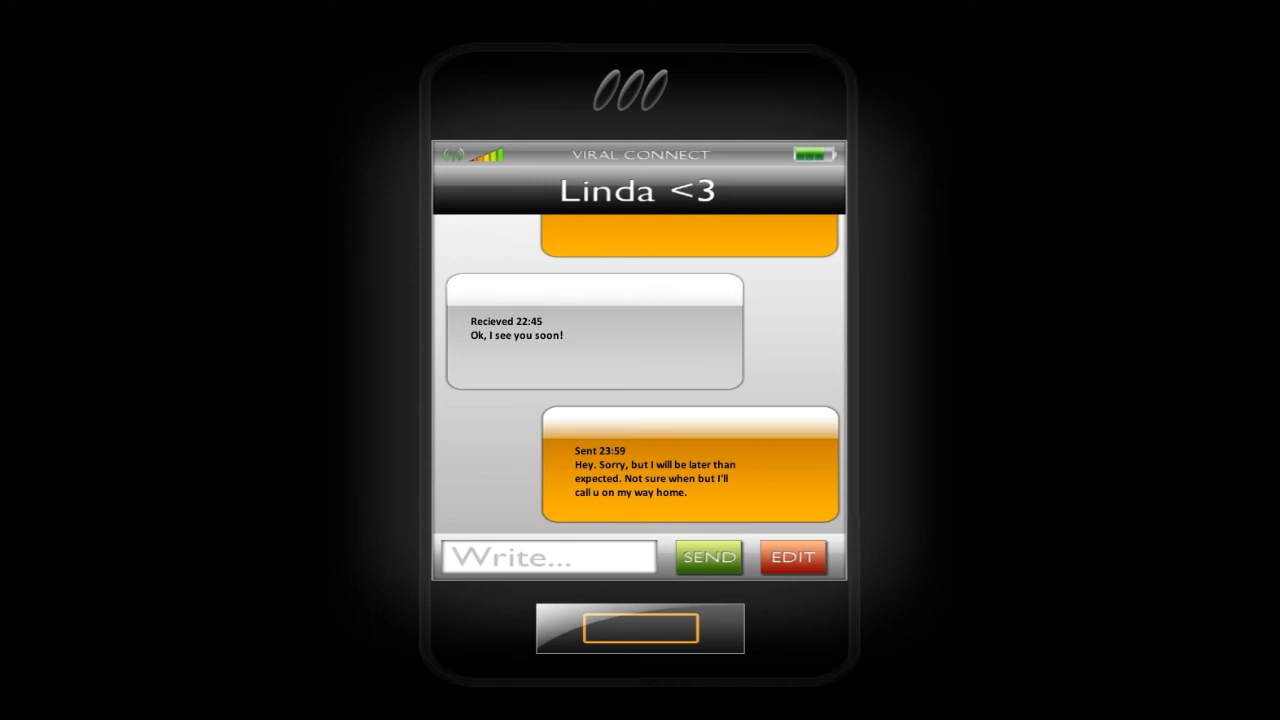 VIRAL CONNECT
Linda <3
Recieved 22:45
Ok, I see you soon!
Sent 23:59
Hey. Sorry, but I will be later than
expected. Not sure when but I'll
call u on my way home.
Write...
SEND
EDIT